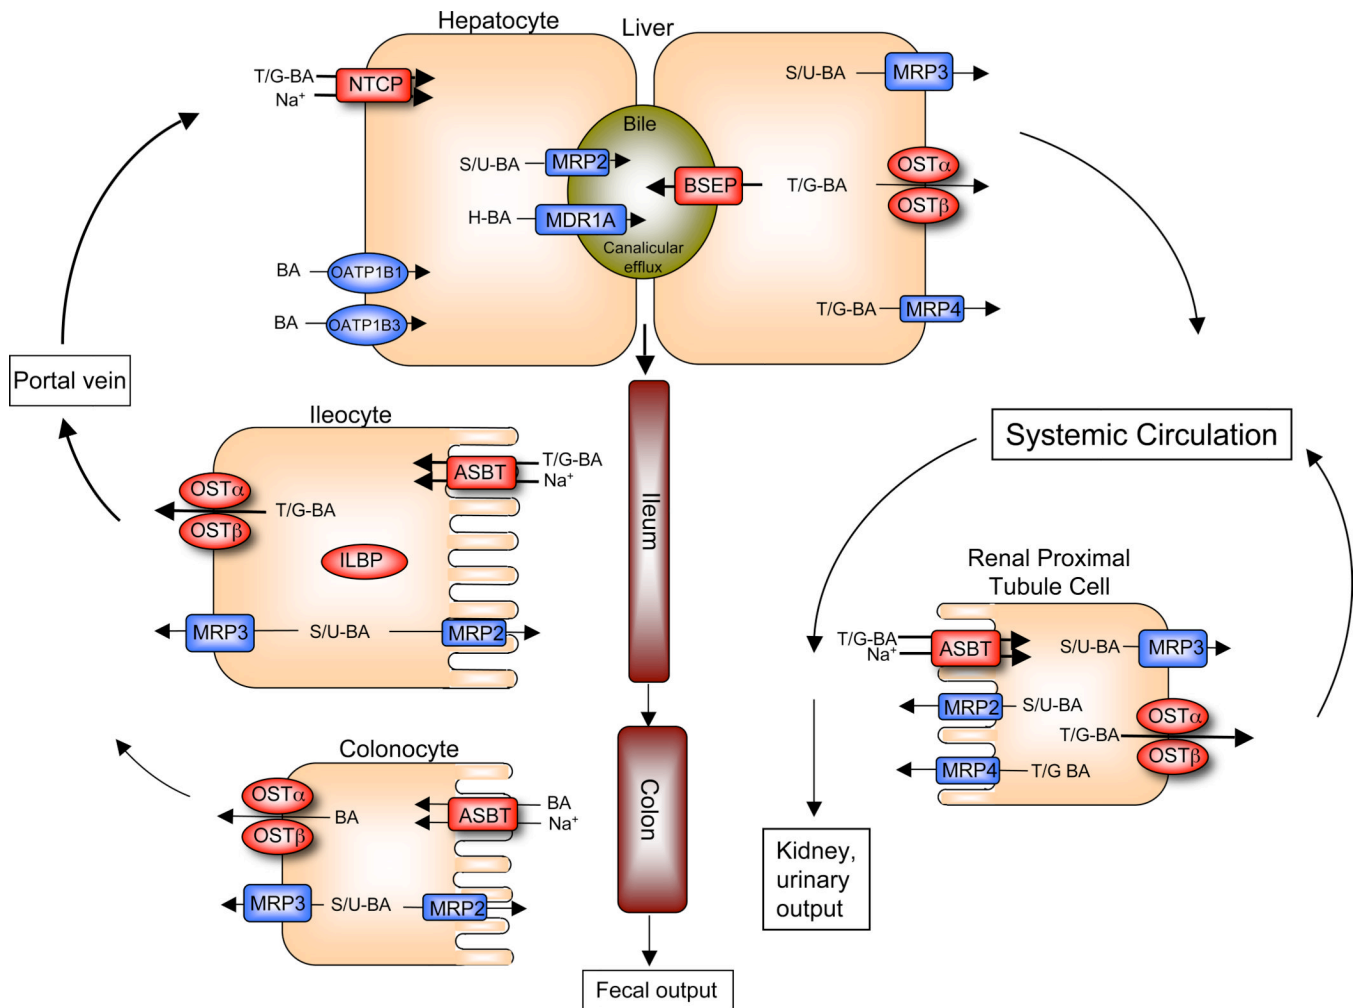 Hepatocyte
Liver
T/G-BA
Na⁺
NTCP
S/U-BA
MRP2
H-BA
MDR1A
BA
OATP1B1
BA
OATP1B3
Bile
Canalicular
efflux
BSEP
T/G-BA
S/U-BA
MRP3
OSTα
OSTβ
T/G-BA
MRP4
Portal vein
Ileocyte
OSTα
OSTβ
T/G-BA
ASBT
T/G-BA
Na⁺
ILBP
MRP3
S/U-BA
MRP2
Ileum
Colonocyte
OSTα
OSTβ
BA
ASBT
BA
Na⁺
MRP3
S/U-BA
MRP2
Colon
Fecal output
Systemic Circulation
Renal Proximal
Tubule Cell
T/G-BA
Na⁺
ASBT
S/U-BA
MRP3
MRP2
S/U-BA
T/G-BA
OSTα
OSTβ
MRP4
T/G BA
Kidney,
urinary
output